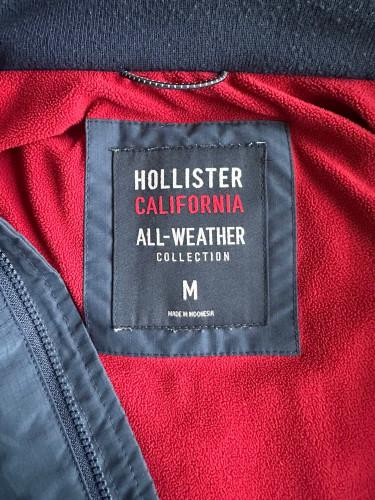 HOLLISTER
CALIFORNIA
ALL-WEATHER
COLLECTION
M
MADE IN INDONESIA